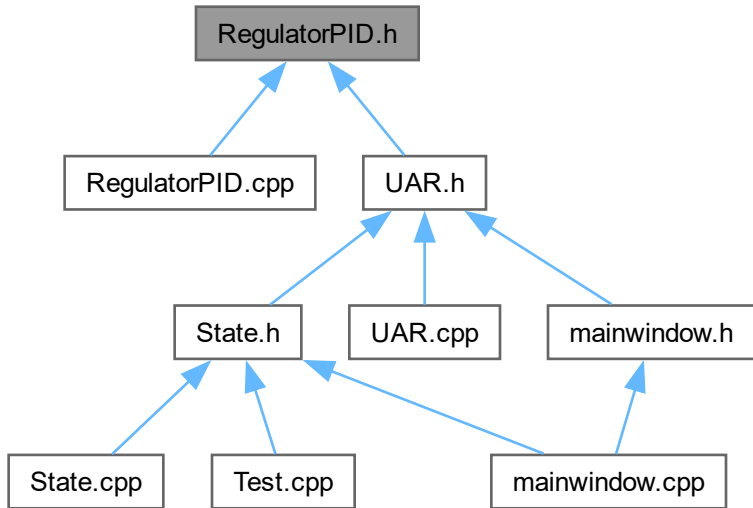 RegulatorPID.h
RegulatorPID.cpp
UAR.h
State.h
UAR.cpp
mainwindow.h
State.cpp
Test.cpp
mainwindow.cpp